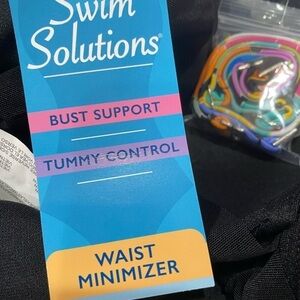 Swim
Solutions®
BUST SUPPORT
TUMMY CONTROL
WAIST
MINIMIZER